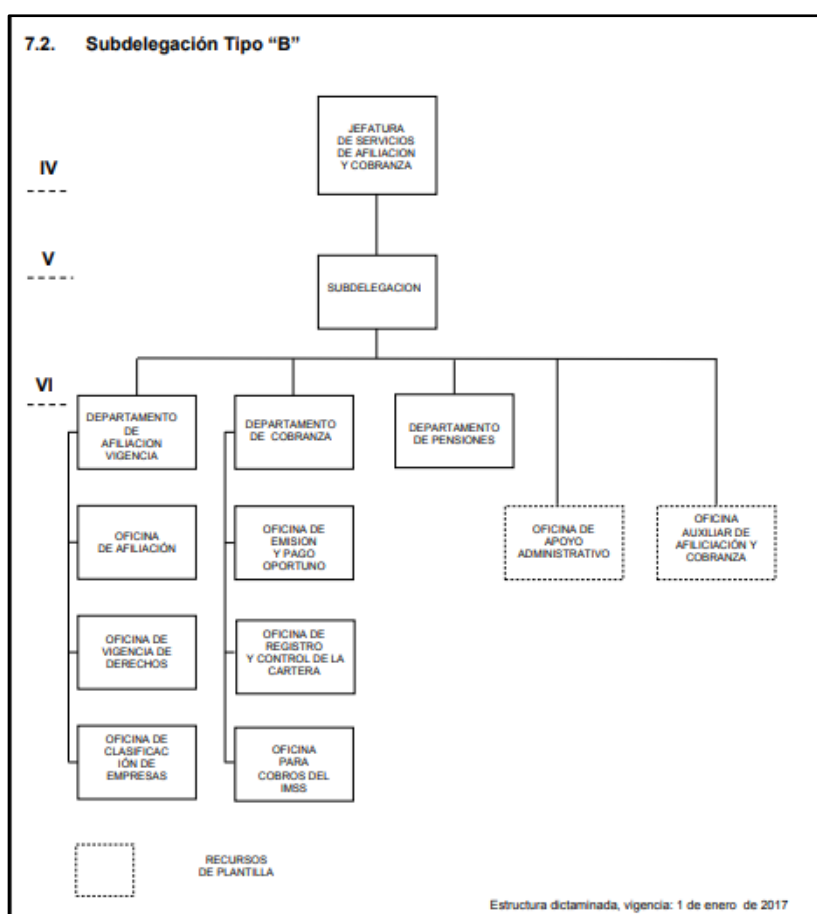 7.2. Subdelegación Tipo “B”
JEFATURA
DE SERVICIOS
DE AFILIACION
Y COBRANZA
IV
V
SUBDELEGACION
VI
DEPARTAMENTO
DE
AFILIACION
VIGENCIA
DEPARTAMENTO
DE COBRANZA
DEPARTAMENTO
DE PENSIONES
OFICINA
DE AFILIACIÓN
OFICINA DE
EMISION
Y PAGO
OPORTUNO
OFICINA DE
APOYO
ADMINISTRATIVO
OFICINA
AUXILIAR DE
AFILICIACIÓN Y
COBRANZA
OFICINA DE
VIGENCIA DE
DERECHOS
OFICINA DE
REGISTRO
Y CONTROL DE LA
CARTERA
OFICINA DE
CLASIFICAC
IÓN DE
EMPRESAS
OFICINA
PARA
COBROS DEL
IMSS
RECURSOS
DE PLANTILLA
Estructura dictaminada, vigencia: 1 de enero de 2017